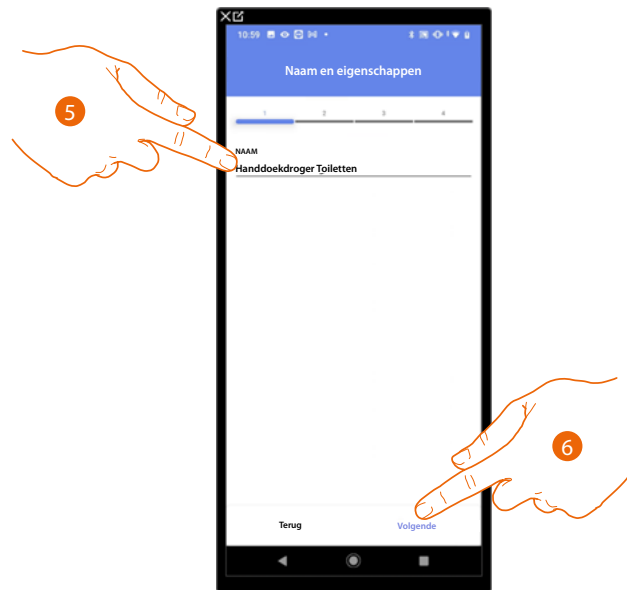 10:59
Naam en eigenschappen
1 2 3 4
5
NAAM
Handdoekdroger Toiletten
6
Terug Volgende